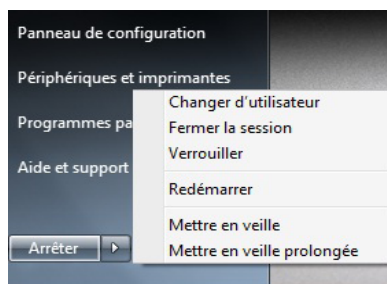 Panneau de configuration
Périphériques et imprimantes
Programmes pa
Aide et support
Changer d'utilisateur
Fermer la session
Verrouiller
Redémarrer
Mettre en veille
Mettre en veille prolongée
Arrêter